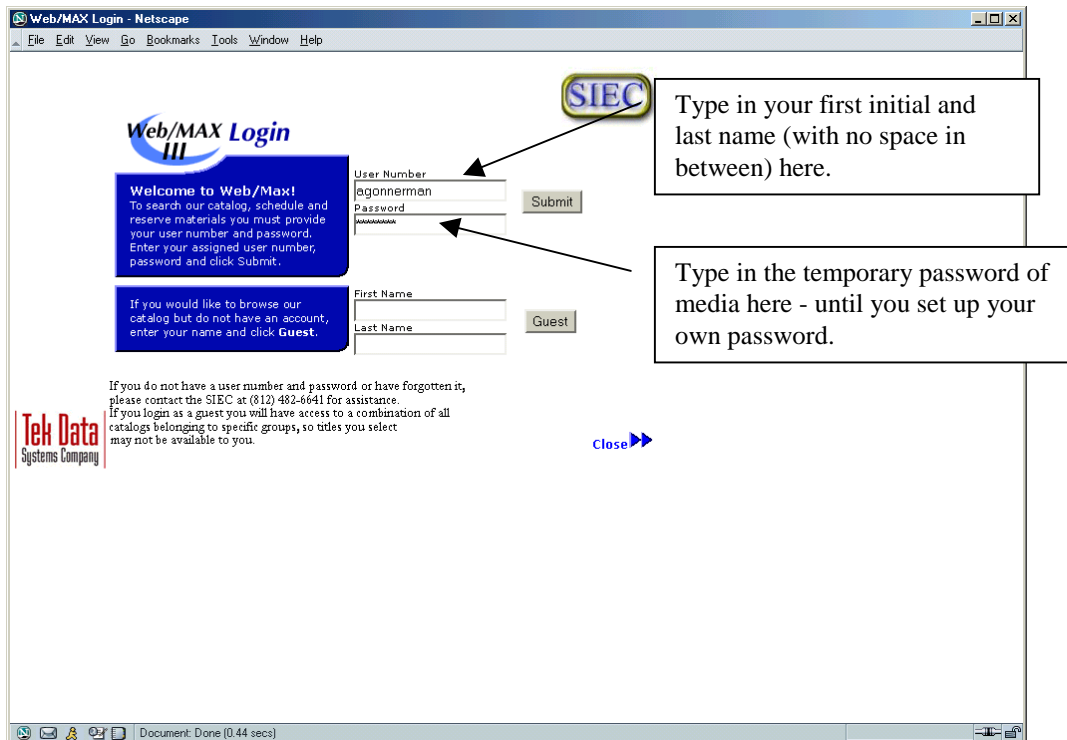 Web/MAX Login - Netscape
File Edit View Go Bookmarks Tools Window Help
SIEC
Type in your first initial and
last name (with no space in
between) here.
Web/MAX Login
III
Welcome to Web/Max!
To search our catalog, schedule and
reserve materials you must provide
your user number and password.
Enter your assigned user number,
password and click Submit.
User Number
agonnerman
Password
********
Submit
Type in the temporary password of
media here - until you set up your
own password.
If you would like to browse our
catalog but do not have an account,
enter your name and click Guest.
First Name
Last Name
Guest
If you do not have a user number and password or have forgotten it,
please contact the SIEC at (812) 482-6641 for assistance.
If you login as a guest you will have access to a combination of all
catalogs belonging to specific groups, so titles you select
may not be available to you.
Tek Data
Systems Company
Close
Document: Done (0.44 secs)